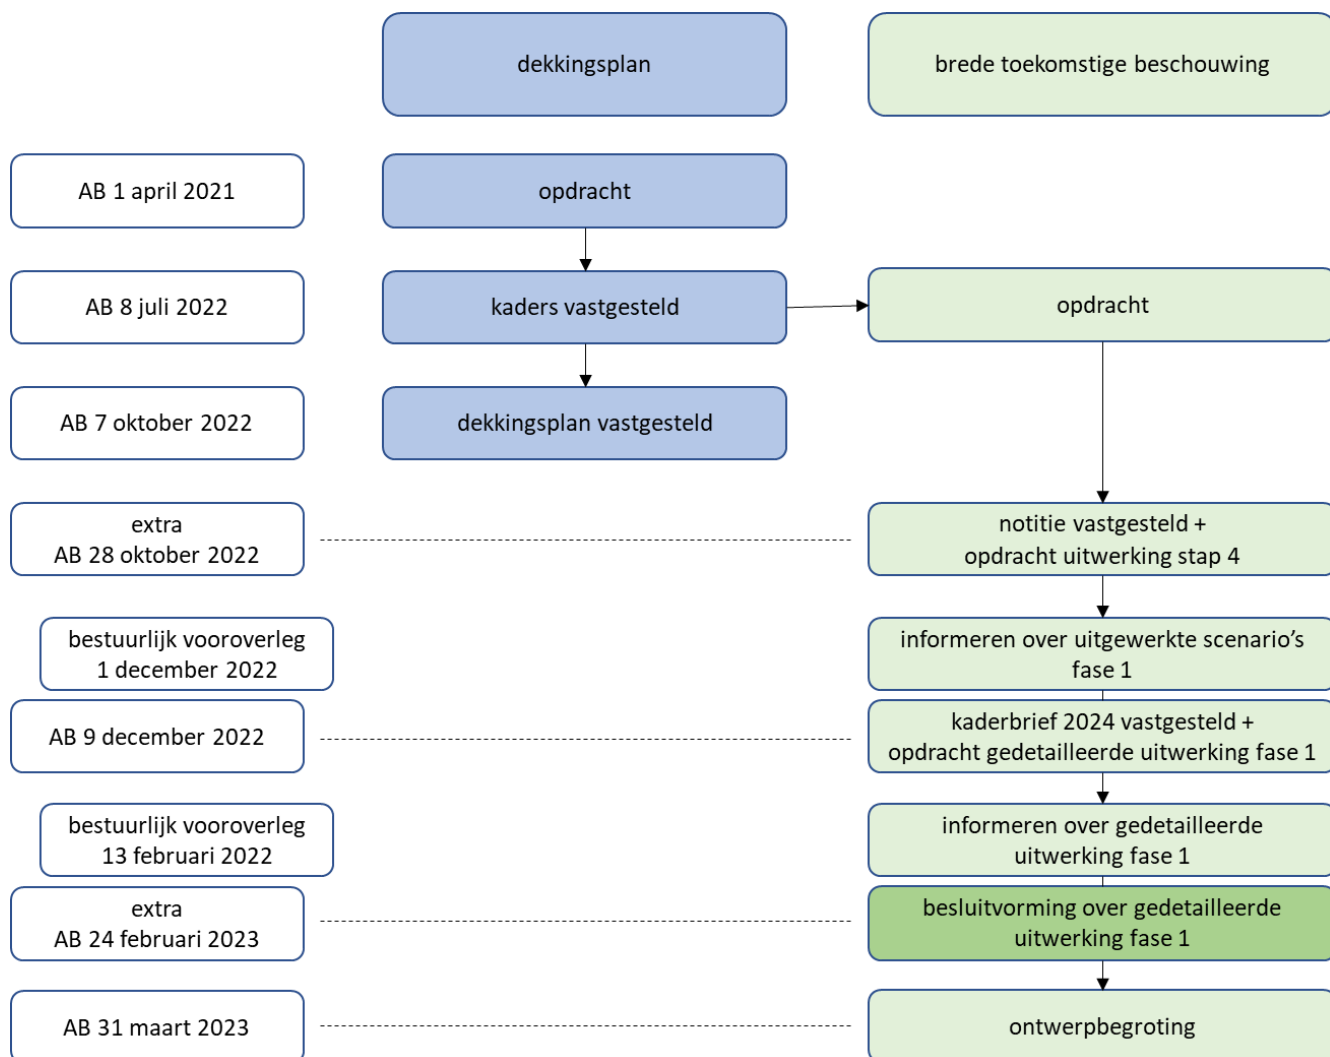 dekkingsplan
brede toekomstige beschouwing
AB 1 april 2021
opdracht
AB 8 juli 2022
kaders vastgesteld
opdracht
AB 7 oktober 2022
dekkingsplan vastgesteld
extra
AB 28 oktober 2022
notitie vastgesteld +
opdracht uitwerking stap 4
bestuurlijk vooroverleg
1 december 2022
informeren over uitgewerkte scenario’s
fase 1
AB 9 december 2022
kaderbrief 2024 vastgesteld +
opdracht gedetailleerde uitwerking fase 1
bestuurlijk vooroverleg
13 februari 2022
informeren over gedetailleerde
uitwerking fase 1
extra
AB 24 februari 2023
besluitvorming over gedetailleerde
uitwerking fase 1
AB 31 maart 2023
ontwerpbegroting